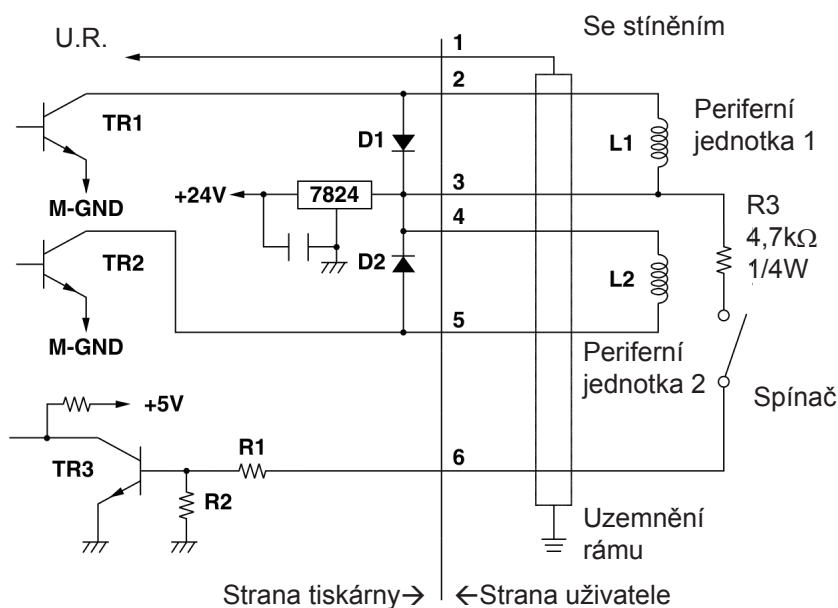 U.R.
1
Se stíněním
2
TR1
D1
L1
Periferní
jednotka 1
M-GND
+24V
7824
3
4
R3
4,7kΩ
1/4W
TR2
D2
L2
M-GND
5
Periferní
jednotka 2
Spínač
+5V
TR3
R1
R2
6
Uzemnění
rámu
Strana tiskárny→
←Strana uživatele